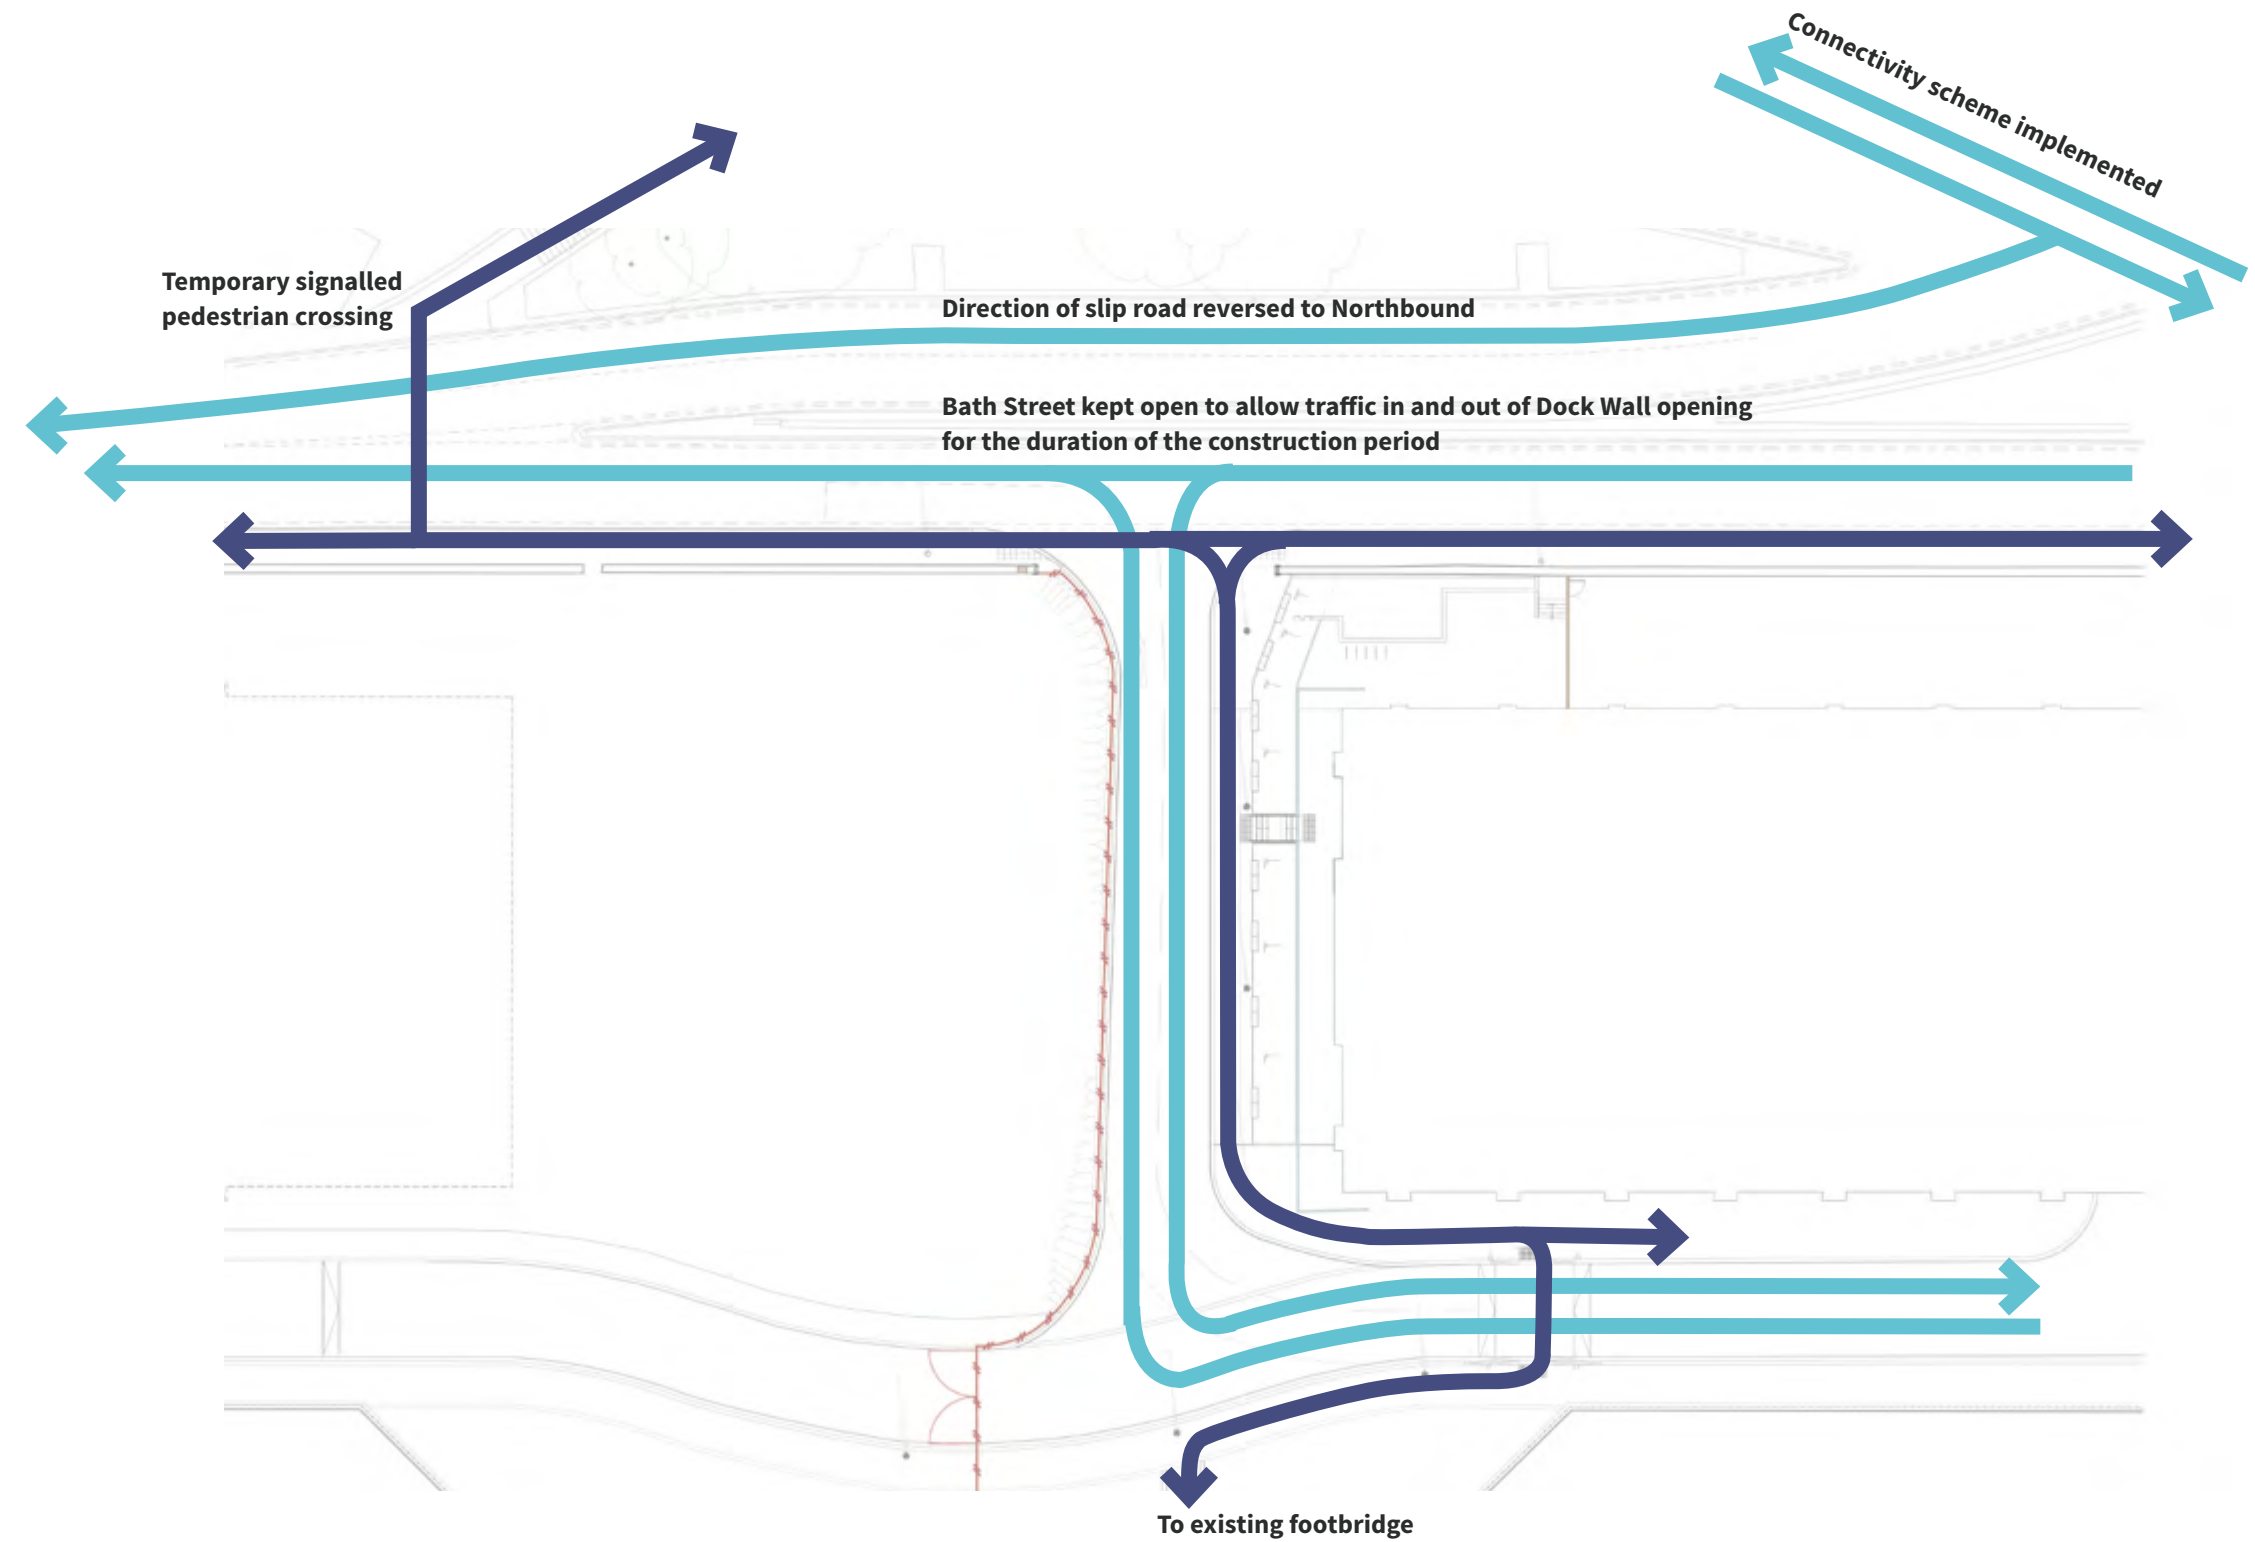 Connectivity scheme implemented
Temporary signalled
pedestrian crossing
Direction of slip road reversed to Northbound
Bath Street kept open to allow traffic in and out of Dock Wall opening
for the duration of the construction period
To existing footbridge